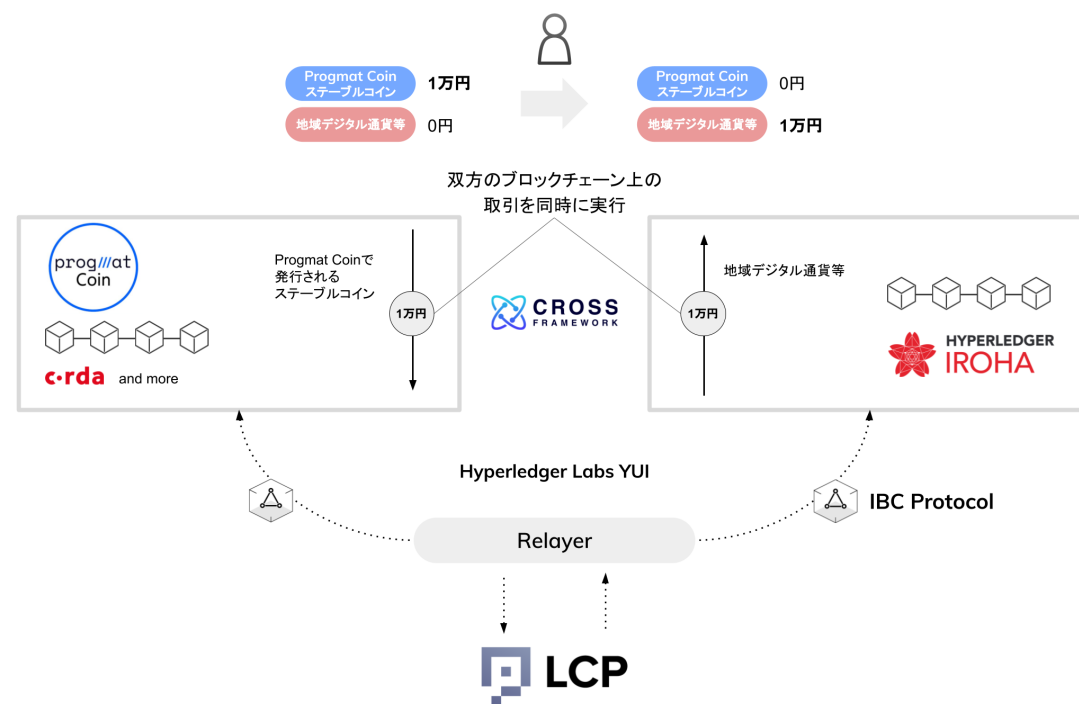 Progmat Coin
ステーブルコイン
1万円
地域デジタル通貨等
0円
Progmat Coin
ステーブルコイン
0円
地域デジタル通貨等
1万円
双方のブロックチェーン上の
取引を同時に実行
progmat
Coin
c•rda and more
Progmat Coinで
発行される
ステーブルコイン
1万円
CROSS
FRAMEWORK
1万円
地域デジタル通貨等
HYPERLEDGER
IROHA
Hyperledger Labs YUI
IBC Protocol
Relayer
LCP